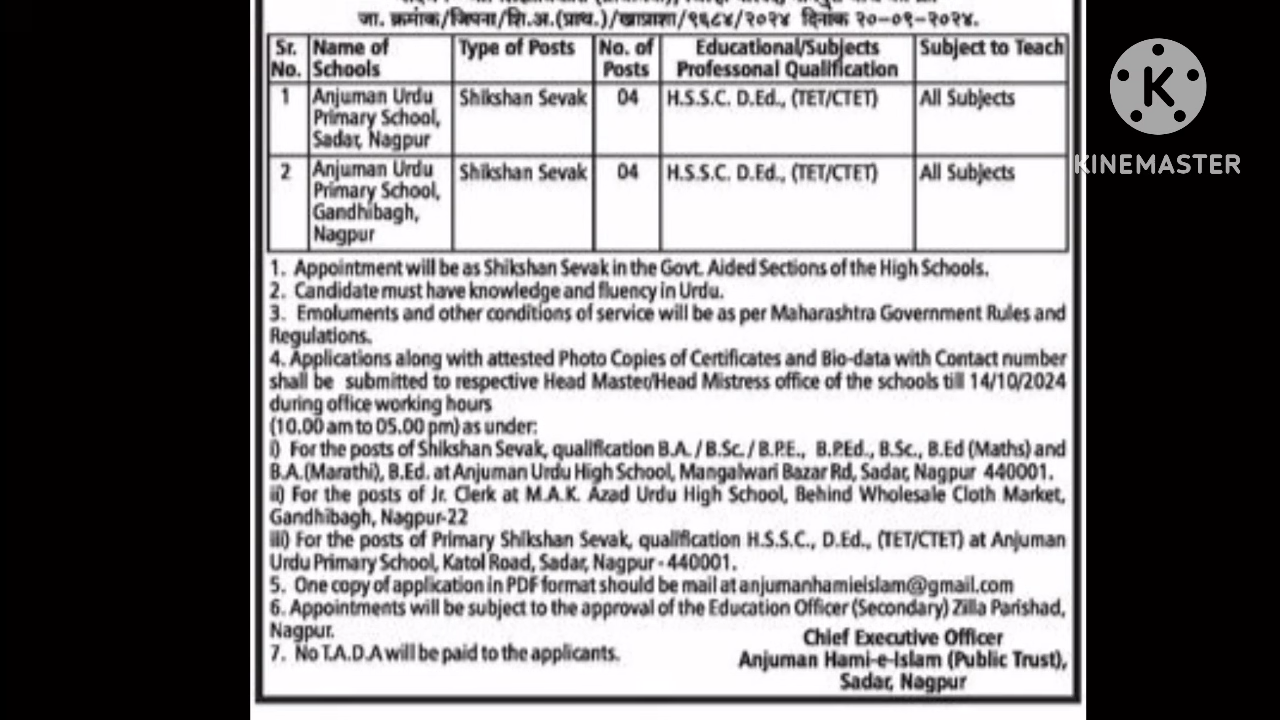 जा. क्रमांक/जिपना/शि.अ.(प्राथ.)/खाप्राशा/९६८४/२०२४ दिनांक २०-०९-२०२४.
Sr. No. Name of Schools Type of Posts No. of Posts Educational/Subjects Professonal Qualification Subject to Teach
1 Anjuman Urdu Primary School, Sadar, Nagpur Shikshan Sevak 04 H.S.S.C. D.Ed., (TET/CTET) All Subjects
2 Anjuman Urdu Primary School, Gandhibagh, Nagpur Shikshan Sevak 04 H.S.S.C. D.Ed., (TET/CTET) All Subjects
1. Appointment will be as Shikshan Sevak in the Govt. Aided Sections of the High Schools.
2. Candidate must have knowledge and fluency in Urdu.
3. Emoluments and other conditions of service will be as per Maharashtra Government Rules and
Regulations.
4. Applications along with attested Photo Copies of Certificates and Bio-data with Contact number
shall be submitted to respective Head Master/Head Mistress office of the schools till 14/10/2024
during office working hours
(10.00 am to 05.00 pm) as under:
i) For the posts of Shikshan Sevak, qualification B.A. / B.Sc. / B.P.E., B.P.Ed., B.Sc., B.Ed (Maths) and
B.A.(Marathi), B.Ed. at Anjuman Urdu High School, Mangalwari Bazar Rd, Sadar, Nagpur 440001.
ii) For the posts of Jr. Clerk at M.A.K. Azad Urdu High School, Behind Wholesale Cloth Market,
Gandhibagh, Nagpur-22
iii) For the posts of Primary Shikshan Sevak, qualification H.S.S.C., D.Ed., (TET/CTET) at Anjuman
Urdu Primary School, Katol Road, Sadar, Nagpur - 440001.
5. One copy of application in PDF format should be mail at anjumanhamieislam@gmail.com
6. Appointments will be subject to the approval of the Education Officer (Secondary) Zilla Parishad,
Nagpur.
7. No T.A.D.A will be paid to the applicants.
Chief Executive Officer
Anjuman Hami-e-Islam (Public Trust),
Sadar, Nagpur
K
KINEMASTER